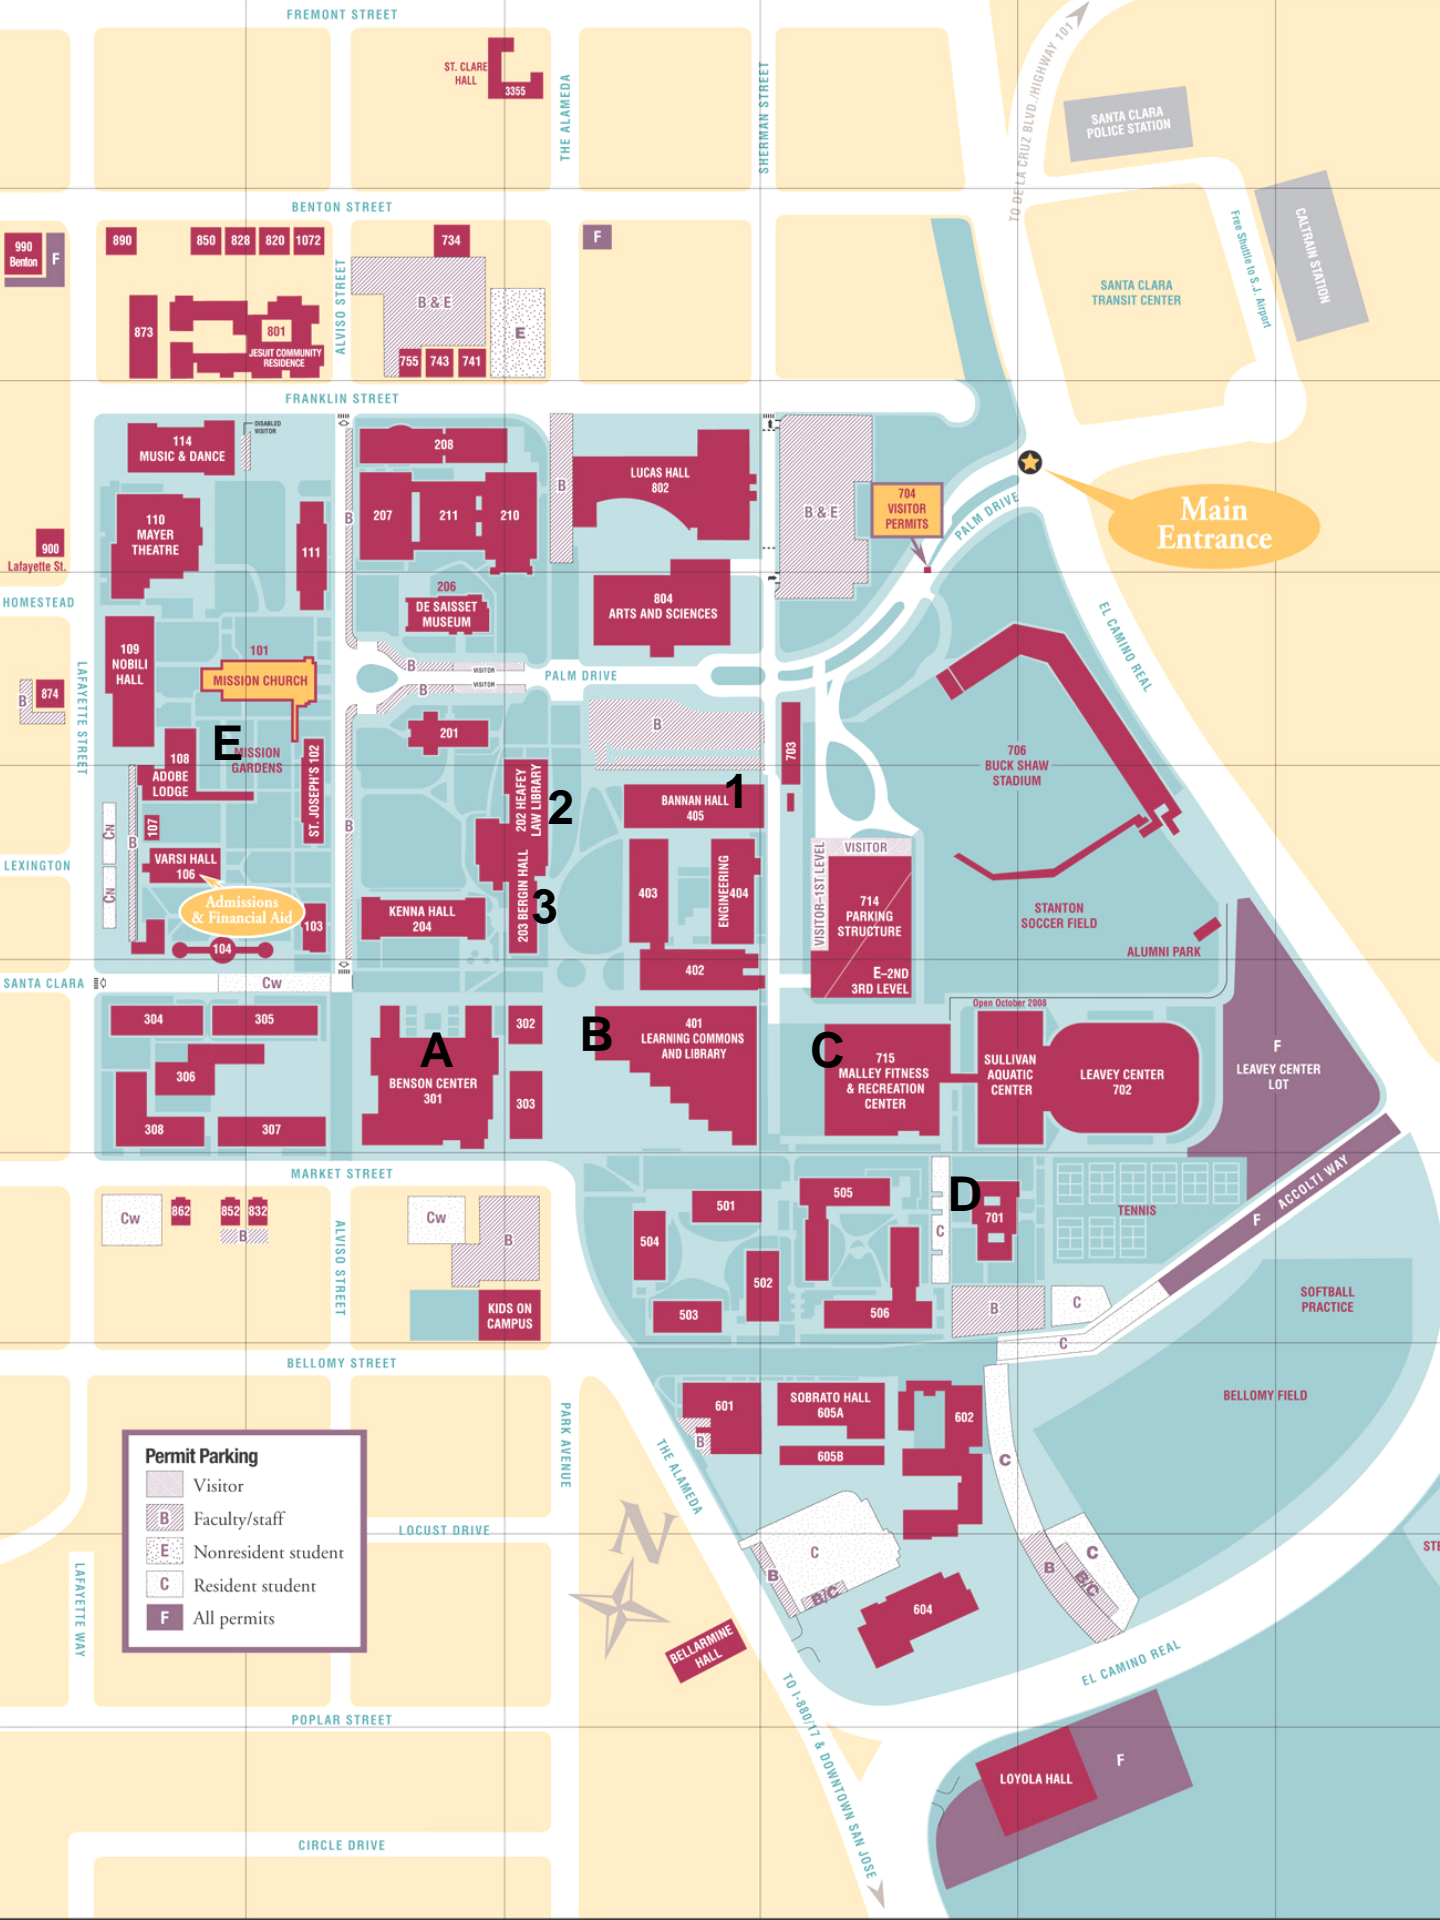 FREMONT STREET
ST. CLARE
HALL
3355
THE ALAMEDA
SHERMAN STREET
TO DE LA CRUZ BLVD./HIGHWAY 101
SANTA CLARA
POLICE STATION
CALTRAIN STATION
Free Shuttle to S.J. Airport
SANTA CLARA
TRANSIT CENTER
BENTON STREET
990
Benton
F
890
850
828
820
1072
734
F
ALVISO STREET
B & E
E
873
801
JESUIT COMMUNITY
RESIDENCE
755
743
741
FRANKLIN STREET
DISABLED
VISITOR
114
MUSIC & DANCE
208
LUCAS HALL
802
B
B
B & E
704
VISITOR
PERMITS
PALM DRIVE
Main
Entrance
110
MAYER
THEATRE
111
207
211
210
900
Lafayette St.
206
DE SAISSET
MUSEUM
804
ARTS AND SCIENCES
HOMESTEAD
EL CAMINO REAL
109
NOBILI
HALL
101
MISSION CHURCH
LAFAYETTE STREET
B
VISITOR
VISITOR
B
PALM DRIVE
874
B
B
201
703
706
BUCK SHAW
STADIUM
E
MISSION
GARDENS
108
ADOBE
LODGE
ST. JOSEPH'S 102
202 HEAFEY
LAW LIBRARY
2
BANNAN HALL
405
1
Cn
107
B
B
VARSI HALL
106
LEXINGTON
Cn
Admissions
& Financial Aid
103
104
KENNA HALL
204
203 BERGIN HALL
3
403
ENGINEERING
404
VISITOR
VISITOR–1ST LEVEL
714
PARKING
STRUCTURE
E–2ND
3RD LEVEL
STANTON
SOCCER FIELD
ALUMNI PARK
402
SANTA CLARA
Cw
Open October 2008
304
305
306
308
307
A
BENSON CENTER
301
302
303
B
401
LEARNING COMMONS
AND LIBRARY
C
715
MALLEY FITNESS
& RECREATION
CENTER
SULLIVAN
AQUATIC
CENTER
LEAVEY CENTER
702
F
LEAVEY CENTER
LOT
MARKET STREET
F
ACCOLTI WAY
Cw
862
852
832
B
ALVISO STREET
Cw
B
KIDS ON
CAMPUS
501
504
502
503
505
506
C
D
701
TENNIS
B
C
C
SOFTBALL
PRACTICE
BELLOMY STREET
BELLOMY FIELD
601
B
SOBRATO HALL
605A
605B
602
C
PARK AVENUE
THE ALAMEDA
Permit Parking
Visitor
B
Faculty/staff
E
Nonresident student
C
Resident student
F
All permits
LOCUST DRIVE
N
C
B
B/C
604
C
B
B/C
STE
LAFAYETTE WAY
BELLARMINE
HALL
EL CAMINO REAL
TO I-880/17 & DOWNTOWN SAN JOSE
POPLAR STREET
LOYOLA HALL
F
CIRCLE DRIVE